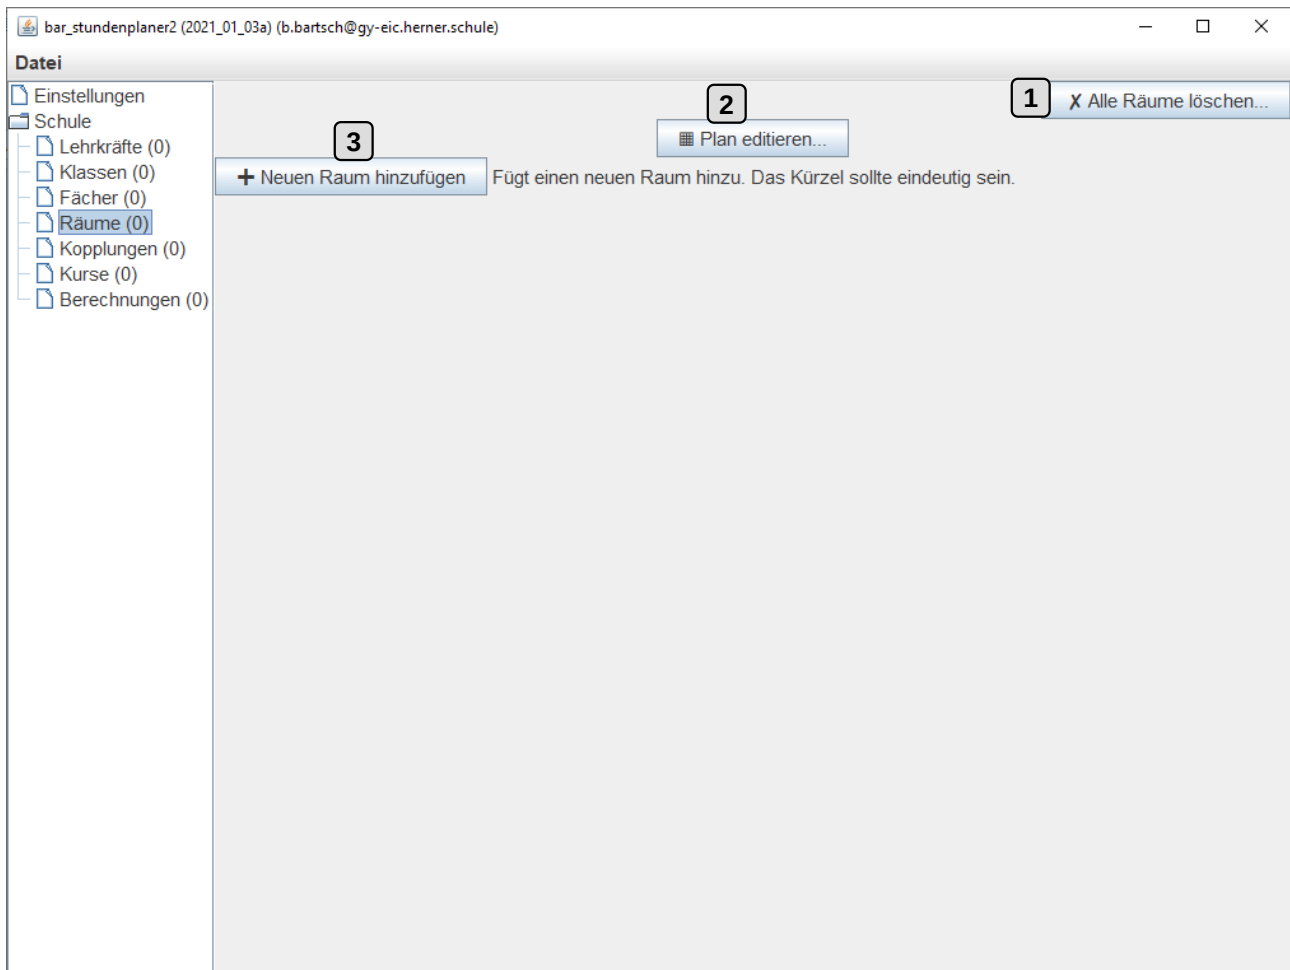 bar_stundenplaner2 (2021_01_03a) (b.bartsch@gy-eic.herner.schule)
Datei
Einstellungen
Schule
Lehrkräfte (0)
Klassen (0)
Fächer (0)
Räume (0)
Kopplungen (0)
Kurse (0)
Berechnungen (0)
1
✗ Alle Räume löschen...
2
Plan editieren...
3
+ Neuen Raum hinzufügen Fügt einen neuen Raum hinzu. Das Kürzel sollte eindeutig sein.